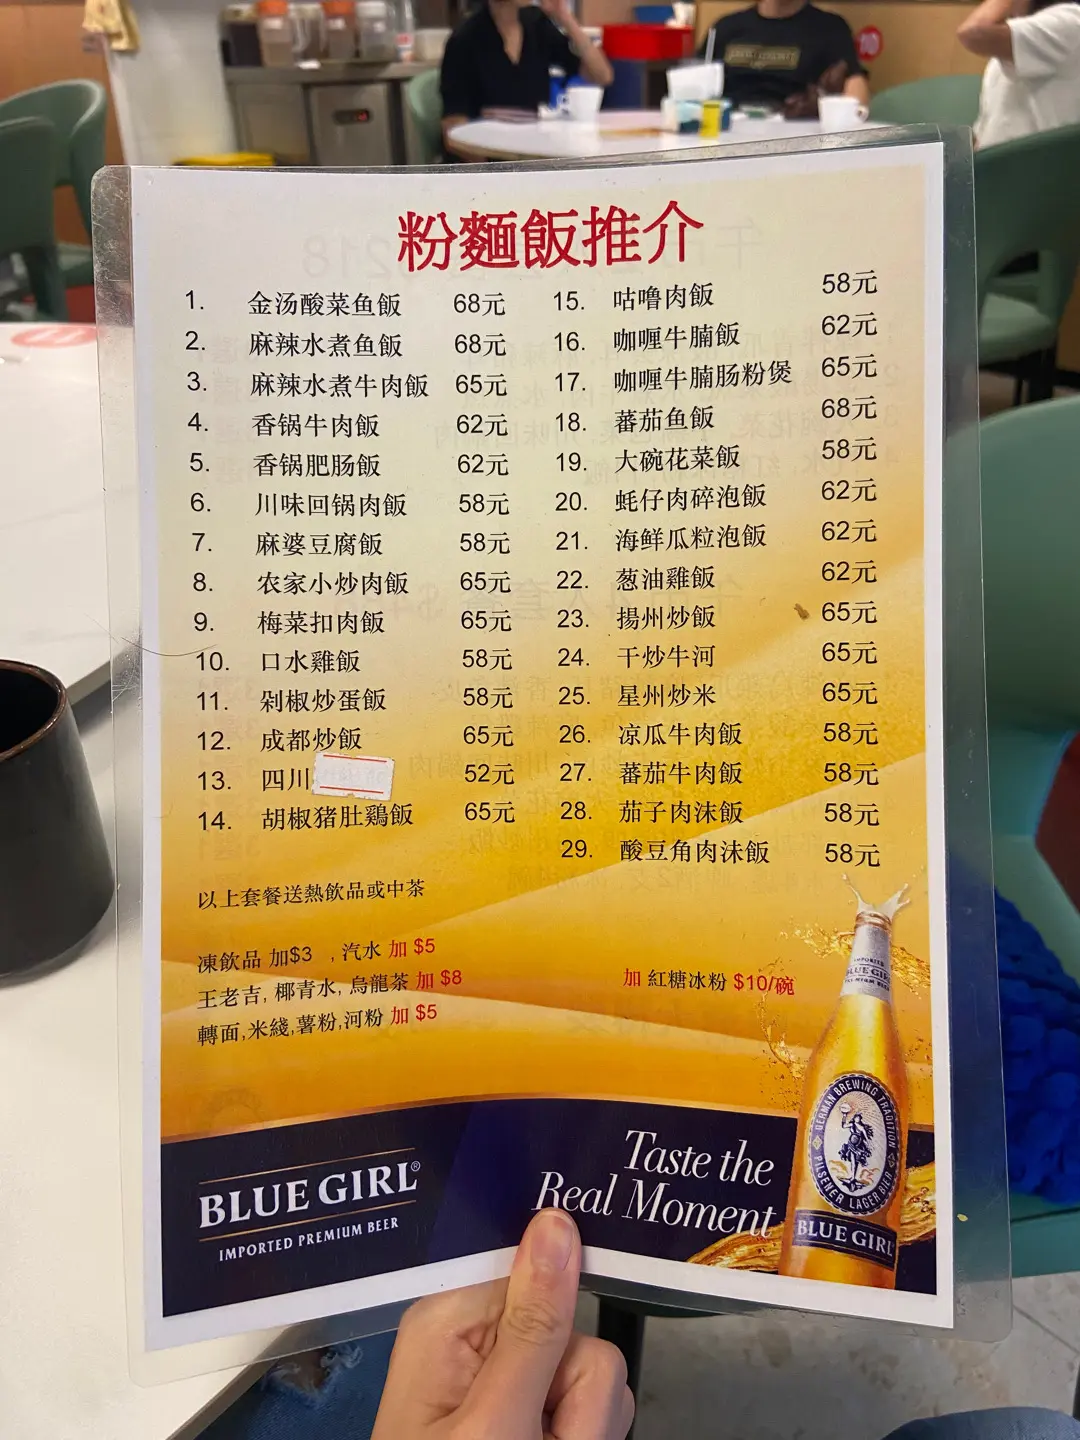 粉麵飯推介
1. 金汤酸菜鱼飯 68元
2. 麻辣水煮鱼飯 68元
3. 麻辣水煮牛肉飯 65元
4. 香锅牛肉飯 62元
5. 香锅肥肠飯 62元
6. 川味回锅肉飯 58元
7. 麻婆豆腐飯 58元
8. 农家小炒肉飯 65元
9. 梅菜扣肉飯 65元
10. 口水雞飯 58元
11. 剁椒炒蛋飯 58元
12. 成都炒飯 65元
13. 四川 52元
14. 胡椒猪肚鷄飯 65元
15. 咕噜肉飯 58元
16. 咖喱牛腩飯 62元
17. 咖喱牛腩肠粉煲 65元
18. 蕃茄鱼飯 68元
19. 大碗花菜飯 58元
20. 蚝仔肉碎泡飯 62元
21. 海鲜瓜粒泡飯 62元
22. 葱油雞飯 62元
23. 揚州炒飯 65元
24. 干炒牛河 65元
25. 星州炒米 65元
26. 凉瓜牛肉飯 58元
27. 蕃茄牛肉飯 58元
28. 茄子肉沫飯 58元
29. 酸豆角肉沫飯 58元
以上套餐送熱飲品或中茶
凍飲品 加$3 , 汽水 加 $5
王老吉, 椰青水, 烏龍茶 加 $8
轉面,米綫,薯粉,河粉 加 $5
加 紅糖冰粉 $10/碗
BLUE GIRL®
IMPORTED PREMIUM BEER
Taste the
Real Moment
IMPORTED
BLUE GIRL
PREMIUM BEER
GERMAN BREWING TRADITION
PILSENER LAGER BIER
BLUE GIRL